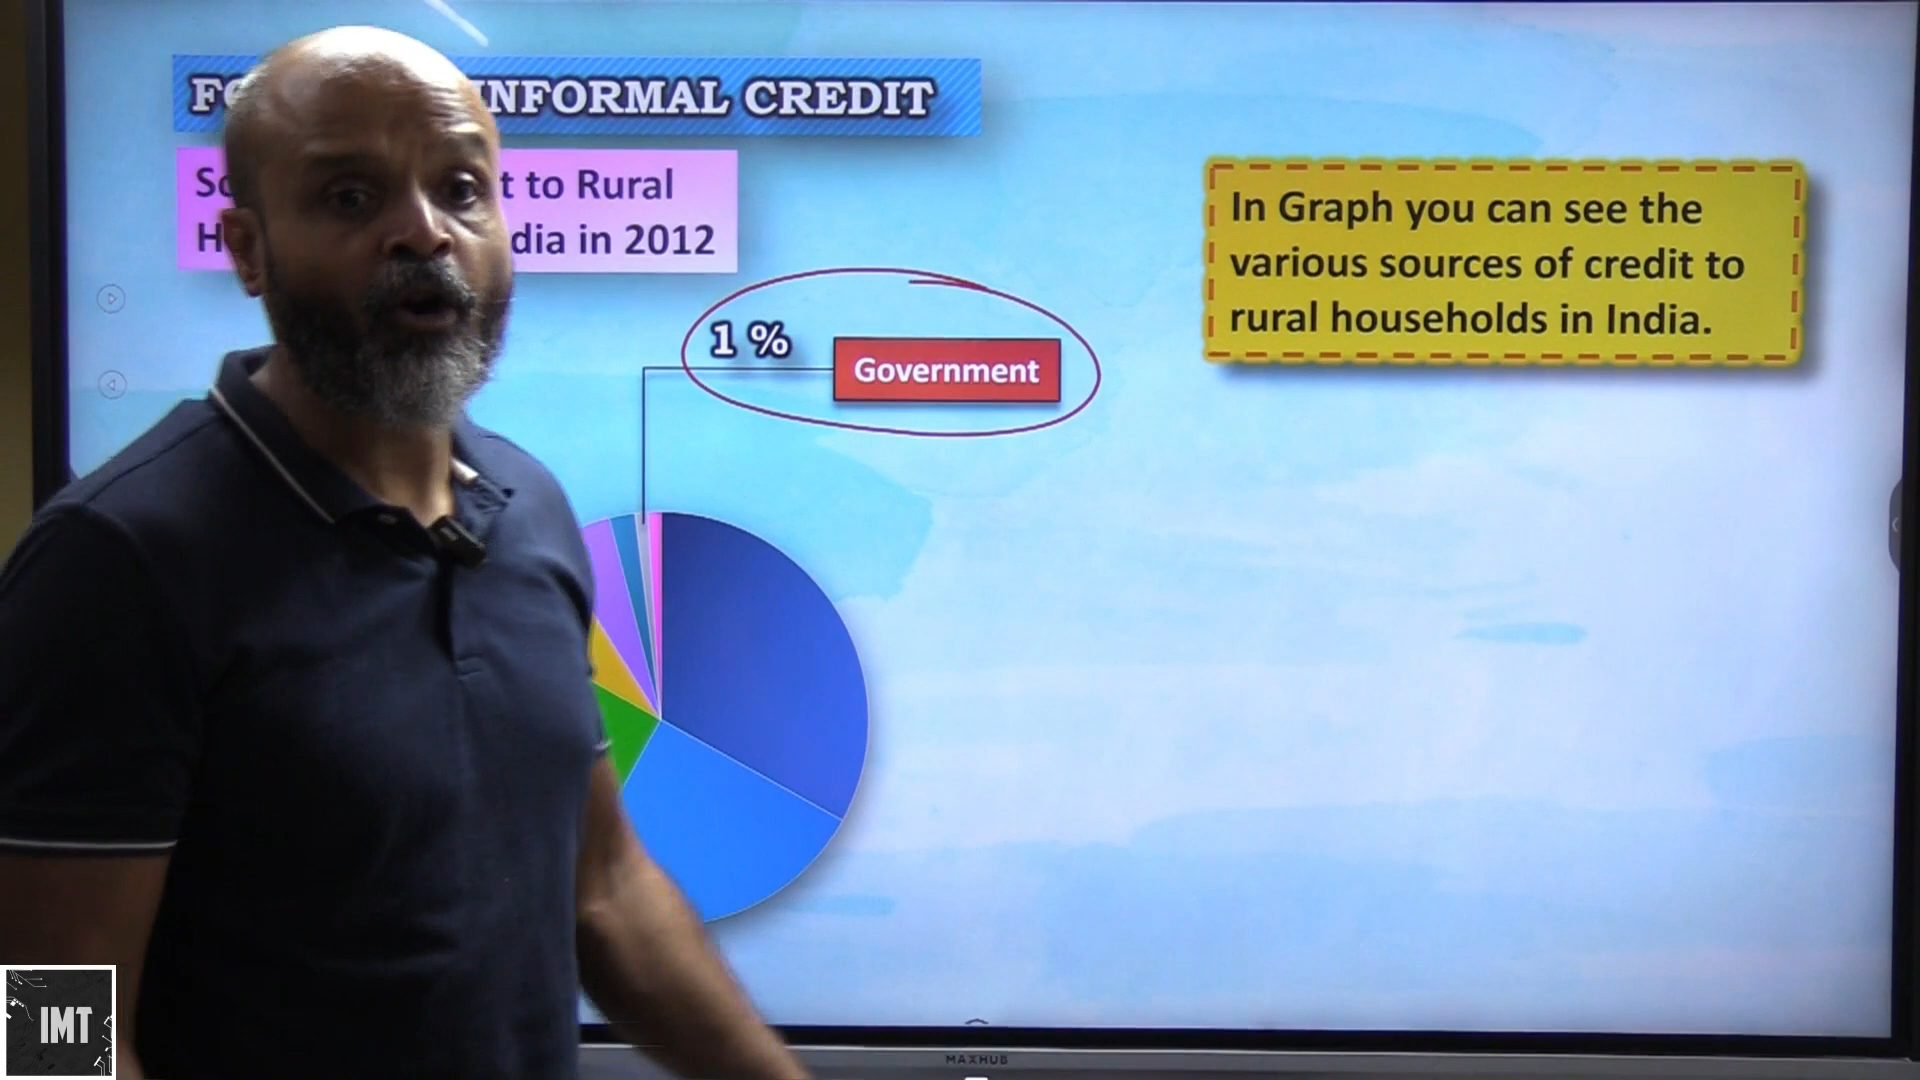 INFORMAL CREDIT
t to Rural
dia in 2012
1 %
Government
In Graph you can see the
various sources of credit to
rural households in India.
MAXHUB
IMT